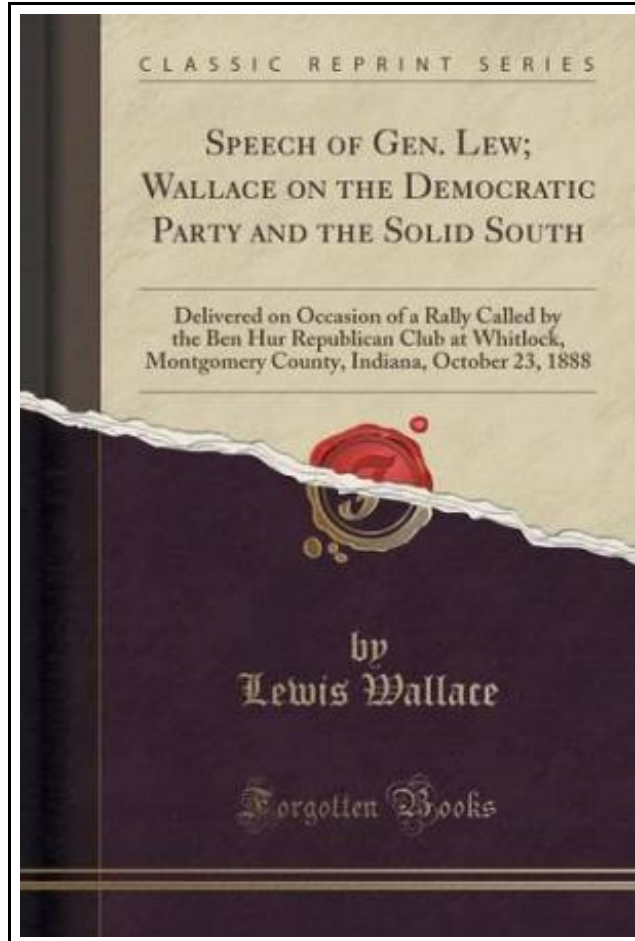 CLASSIC REPRINT SERIES
SPEECH OF GEN. LEW;
WALLACE ON THE DEMOCRATIC
PARTY AND THE SOLID SOUTH
Delivered on Occasion of a Rally Called by
the Ben Hur Republican Club at Whitlock,
Montgomery County, Indiana, October 23, 1888
by
Lewis Wallace
Forgotten Books